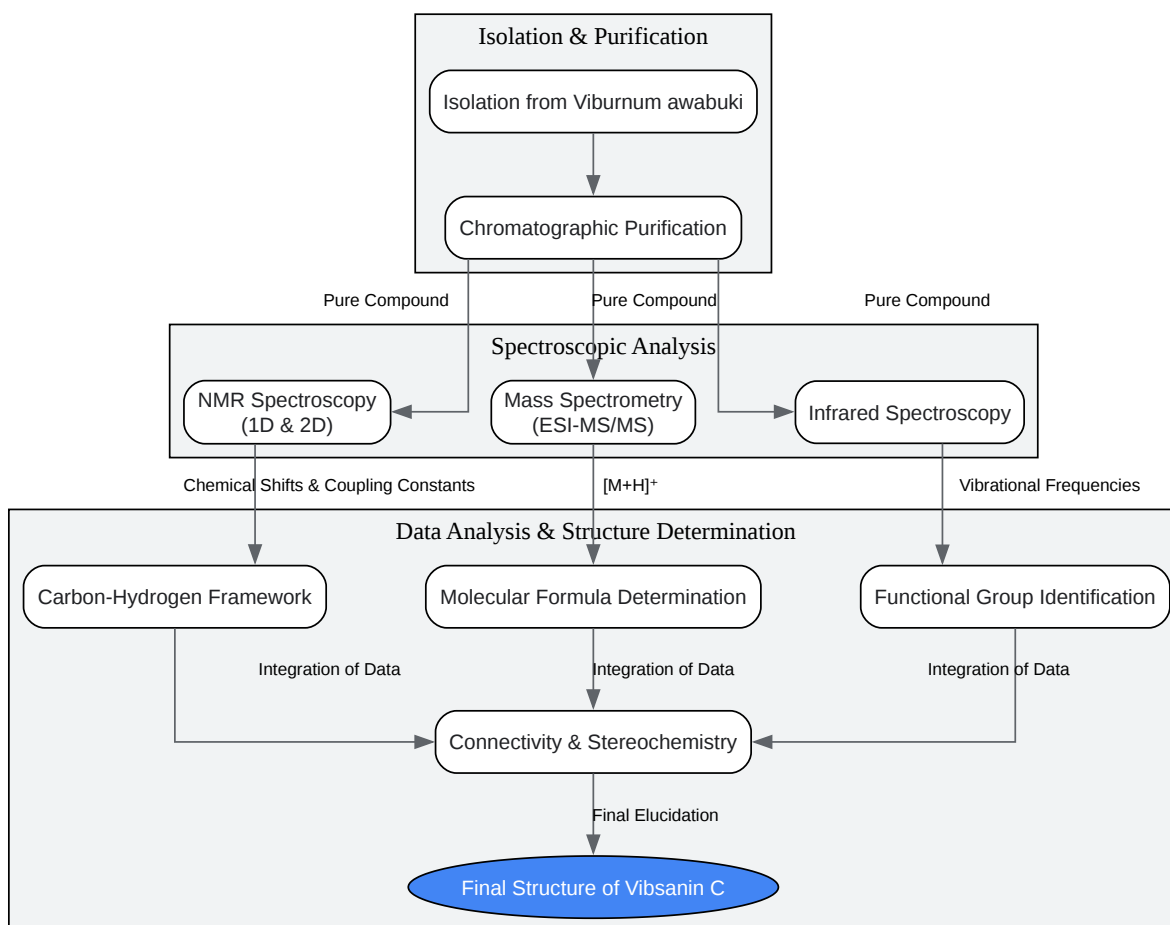 Isolation & Purification
Isolation from Viburnum awabuki
Chromatographic Purification
Pure Compound
Pure Compound
Pure Compound
Spectroscopic Analysis
NMR Spectroscopy
(1D & 2D)
Mass Spectrometry
(ESI-MS/MS)
Infrared Spectroscopy
Chemical Shifts & Coupling Constants
[M+H]⁺
Vibrational Frequencies
Data Analysis & Structure Determination
Carbon-Hydrogen Framework
Molecular Formula Determination
Functional Group Identification
Integration of Data
Integration of Data
Integration of Data
Connectivity & Stereochemistry
Final Elucidation
Final Structure of Vibsanin C